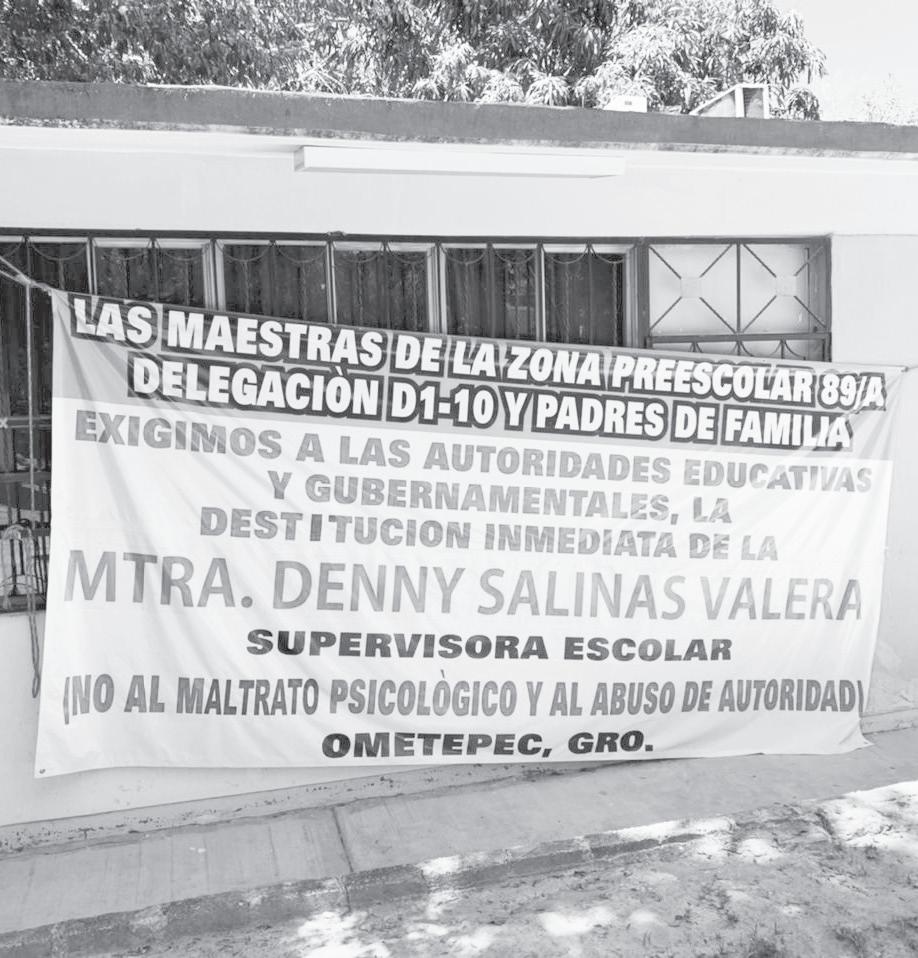 LAS MAESTRAS DE LA ZONA PREESCOLAR 89/A
DELEGACIÒN D1-10 Y PADRES DE FAMILIA
EXIGIMOS A LAS AUTORIDADES EDUCATIVAS
Y GUBERNAMENTALES, LA
DESTITUCION INMEDIATA DE LA
MTRA. DENNY SALINAS VALERA
SUPERVISORA ESCOLAR
(NO AL MALTRATO PSICOLÒGICO Y AL ABUSO DE AUTORIDAD)
OMETEPEC, GRO.